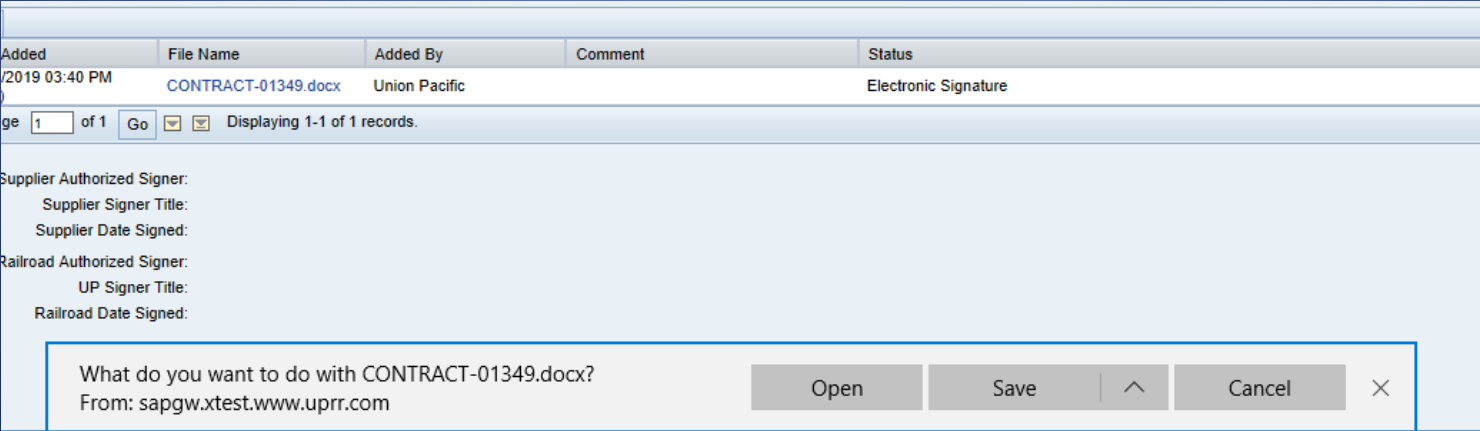 Added File Name Added By Comment Status
/2019 03:40 PM CONTRACT-01349.docx Union Pacific Electronic Signature
)
ge 1 of 1 Go Displaying 1-1 of 1 records.
Supplier Authorized Signer:
Supplier Signer Title:
Supplier Date Signed:
Railroad Authorized Signer:
UP Signer Title:
Railroad Date Signed:
What do you want to do with CONTRACT-01349.docx? Open Save Cancel
From: sapgw.xtest.www.uprr.com